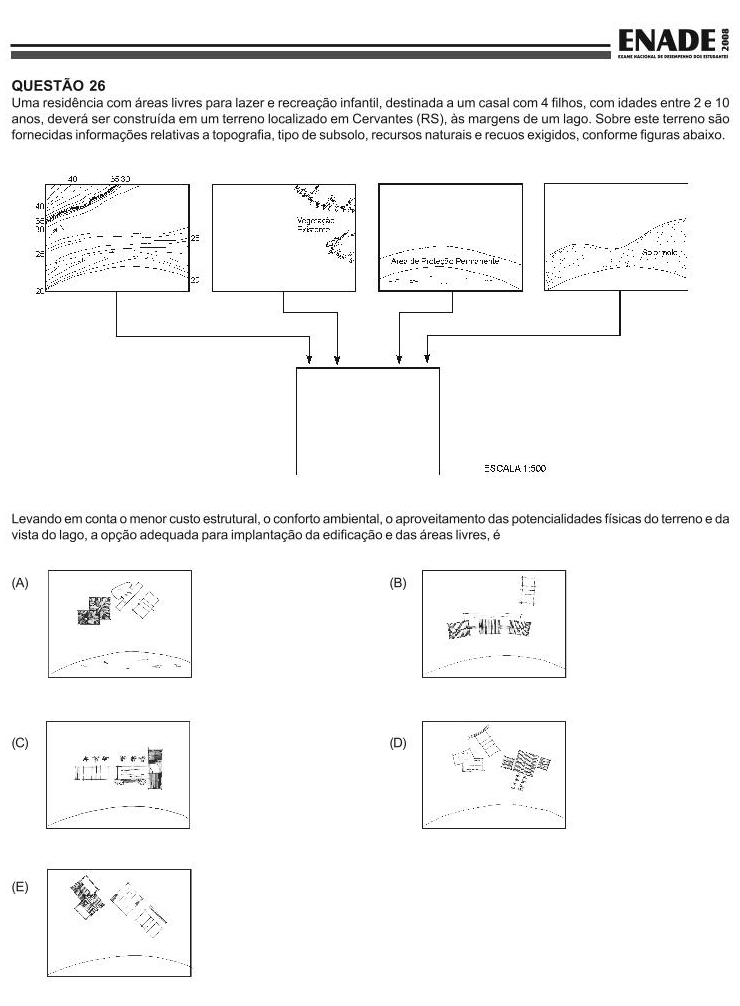 ENADE 2008
EXAME NACIONAL DE DESEMPENHO DOS ESTUDANTES
QUESTÃO 26
Uma residência com áreas livres para lazer e recreação infantil, destinada a um casal com 4 filhos, com idades entre 2 e 10
anos, deverá ser construída em um terreno localizado em Cervantes (RS), às margens de um lago. Sobre este terreno são
fornecidas informações relativas a topografia, tipo de subsolo, recursos naturais e recuos exigidos, conforme figuras abaixo.
40 35 30
40
35
30
25
20
25
Vegetação
Existente
Área de Proteção Permanente
ESCALA 1:500
Levando em conta o menor custo estrutural, o conforto ambiental, o aproveitamento das potencialidades físicas do terreno e da
vista do lago, a opção adequada para implantação da edificação e das áreas livres, é
(A)
(B)
(C)
(D)
(E)